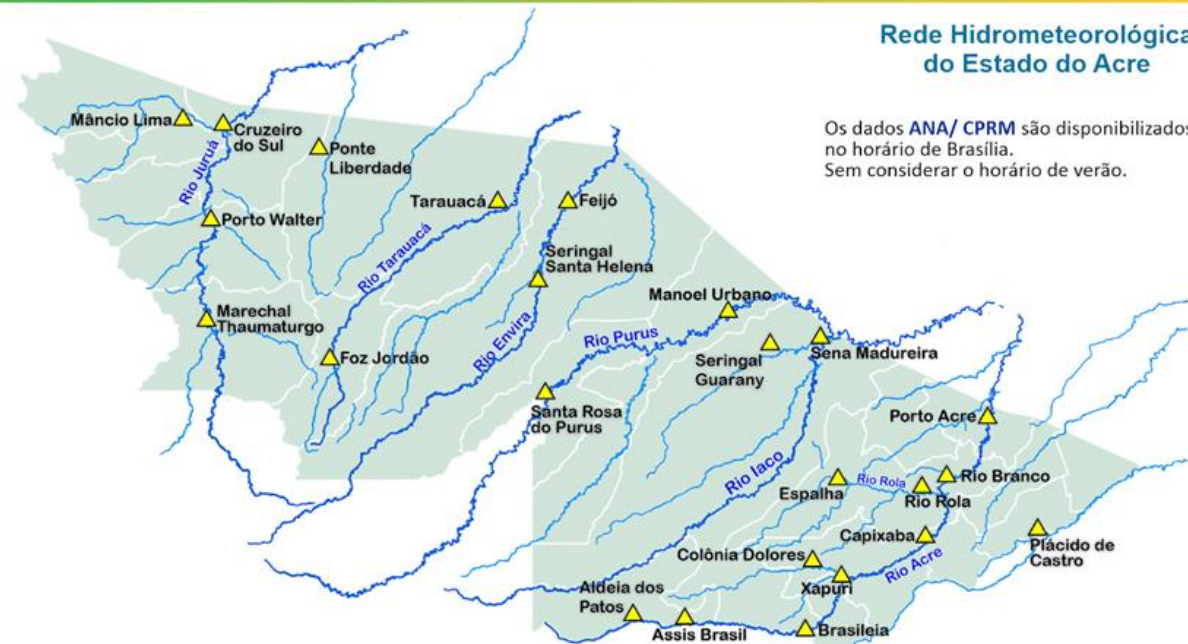 Rede Hidrometeorológica
do Estado do Acre
Os dados ANA/ CPRM são disponibilizados
no horário de Brasília.
Sem considerar o horário de verão.
Mâncio Lima
Cruzeiro
do Sul
Ponte
Liberdade
Rio Juruá
Tarauacá
Feijó
Porto Walter
Rio Tarauacá
Seringal
Santa Helena
Manoel Urbano
Marechal
Thaumaturgo
Rio Envira
Rio Purus
Foz Jordão
Seringal
Guarany
Sena Madureira
Santa Rosa
do Purus
Porto Acre
Rio Iaco
Espalha
Rio Rola
Rio Rola
Rio Branco
Capixaba
Plácido de
Castro
Colônia Dolores
Rio Acre
Xapuri
Aldeia dos
Patos
Assis Brasil
Brasileia